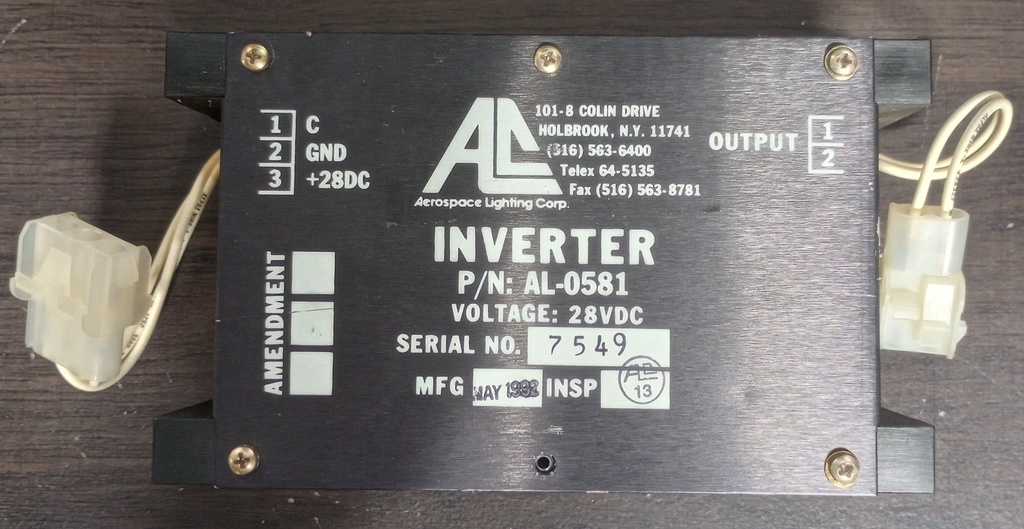 1 C
2 GND
3 +28DC
101-8 COLIN DRIVE
HOLBROOK, N.Y. 11741
(516) 563-6400
Telex 64-5135
Fax (516) 563-8781
ALC
Aerospace Lighting Corp.
OUTPUT 1
2
INVERTER
P/N: AL-0581
VOLTAGE: 28VDC
SERIAL NO. 7549
MFG MAY 1992 INSP
13
AMENDMENT